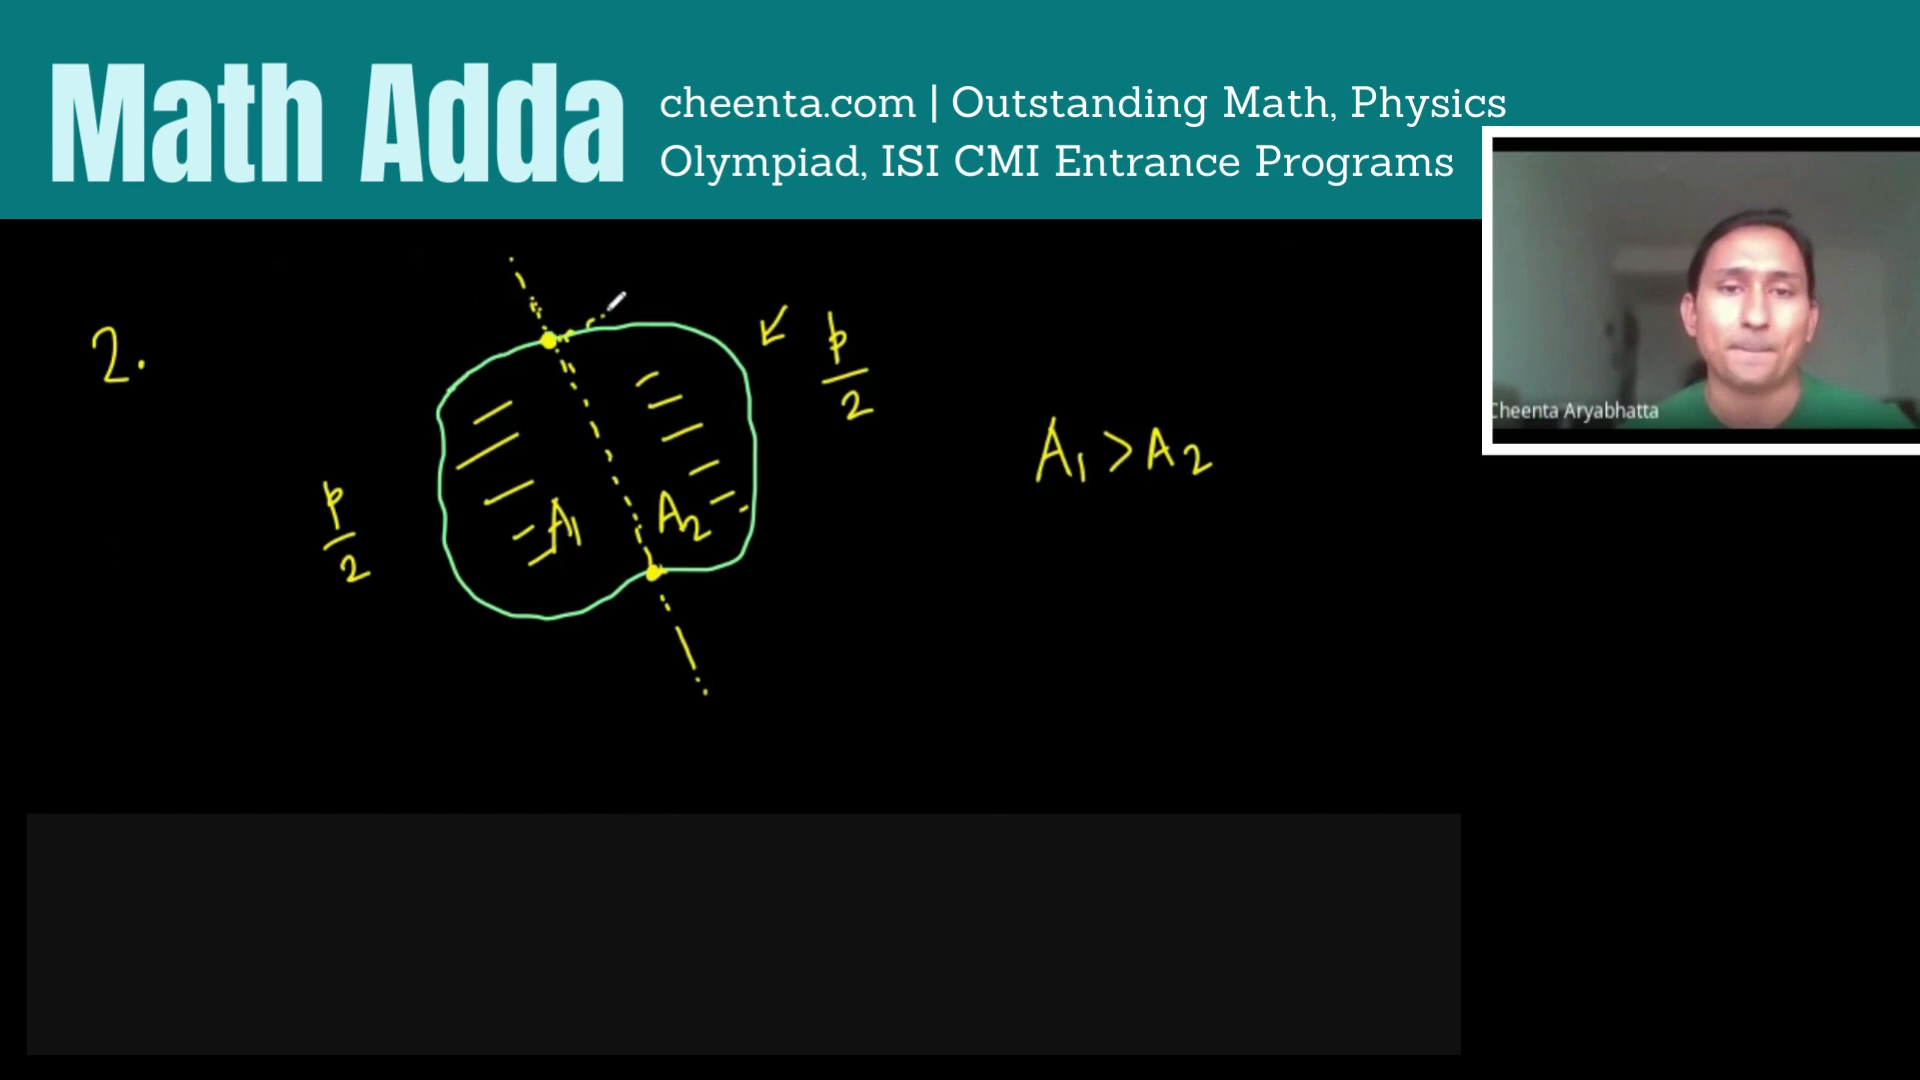 Math Adda
cheenta.com | Outstanding Math, Physics
Olympiad, ISI CMI Entrance Programs
Cheenta Aryabhatta
2.
p/2
p/2
A1
A2
A1 > A2